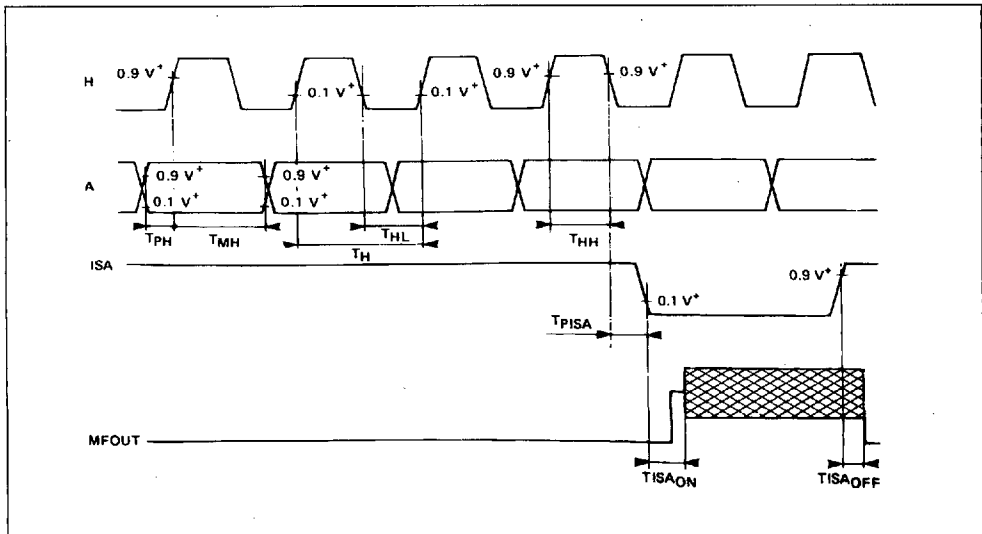 H
0.9 V+
0.1 V+
0.1 V+
0.9 V+
0.9 V+
A
0.9 V+
0.9 V+
0.1 V+
0.1 V+
TPH
TMH
THL
TH
THH
ISA
0.9 V+
0.1 V+
TPISA
MFOUT
TISAON
TISAOFF